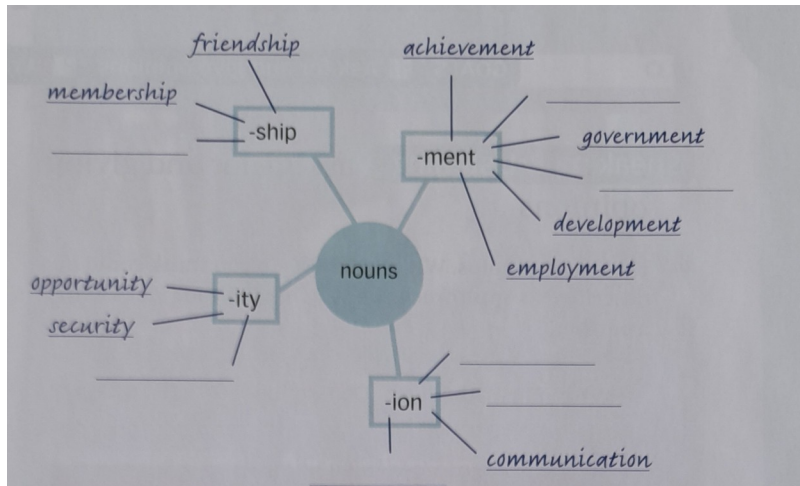 friendship
membership
-ship
achievement
-ment
government
development
employment
nouns
opportunity
security
-ity
-ion
communication